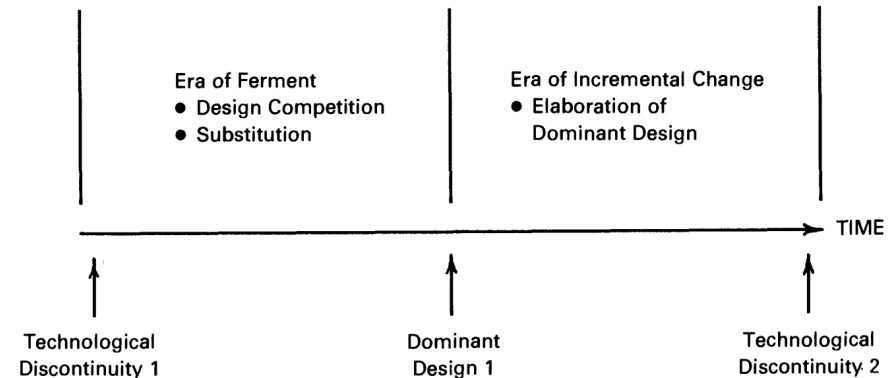 Era of Ferment
● Design Competition
● Substitution
Era of Incremental Change
● Elaboration of
Dominant Design
TIME
Technological
Discontinuity 1
Dominant
Design 1
Technological
Discontinuity 2